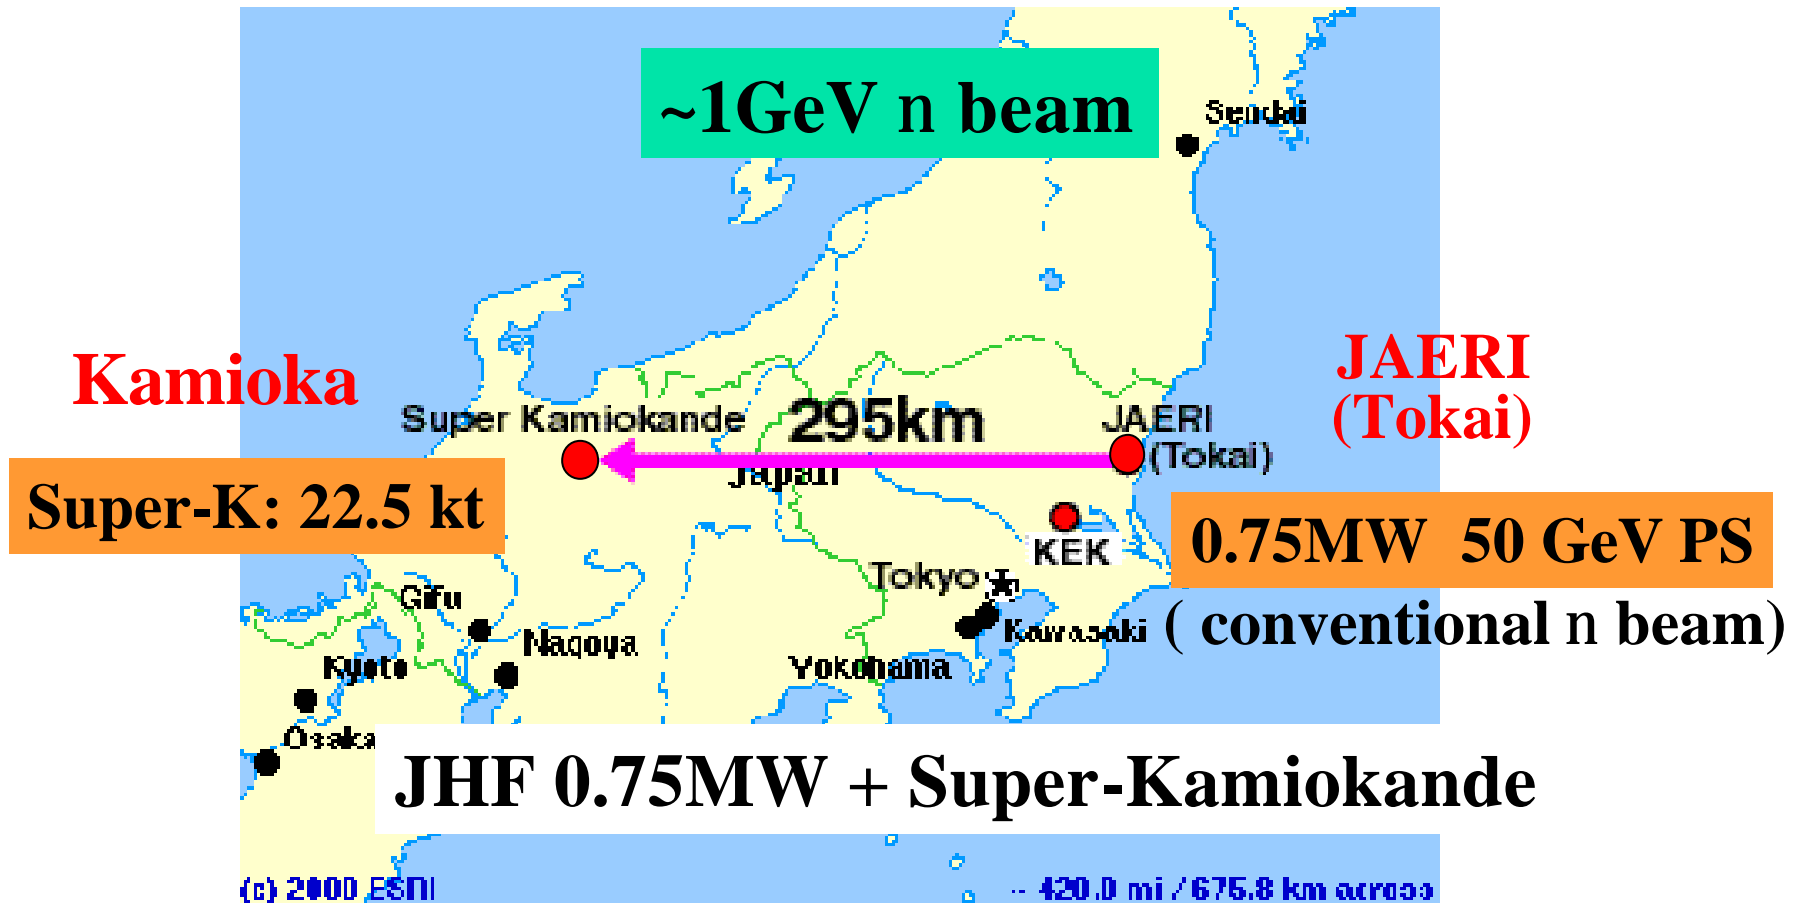 ~1GeV n beam
Sendai
Kamioka
JAERI
(Tokai)
Super Kamiokande
295km
JAERI
(Tokai)
Japan
Super-K: 22.5 kt
0.75MW 50 GeV PS
KEK
Tokyo
( conventional n beam)
Gifu
Nagoya
Kawasaki
Kyoto
Yokohama
Osaka
JHF 0.75MW + Super-Kamiokande
(c) 2000 ESRI
~ 420.0 mi / 675.8 km across